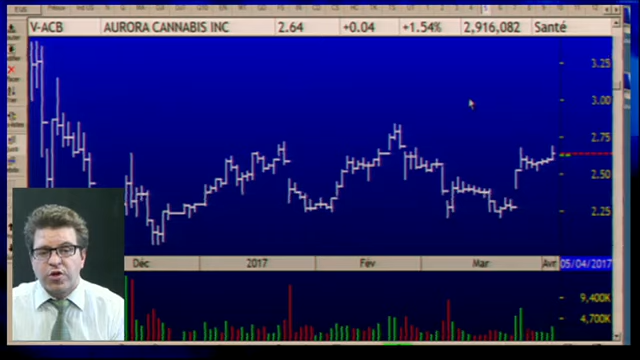 V-ACB AURORA CANNABIS INC 2.64 +0.04 +1.54% 2,916,082 Santé
3.25
3.00
2.75
2.50
2.25
Déc 2017 Fév Mar Avr 05/04/2017
9,400K
4,700K